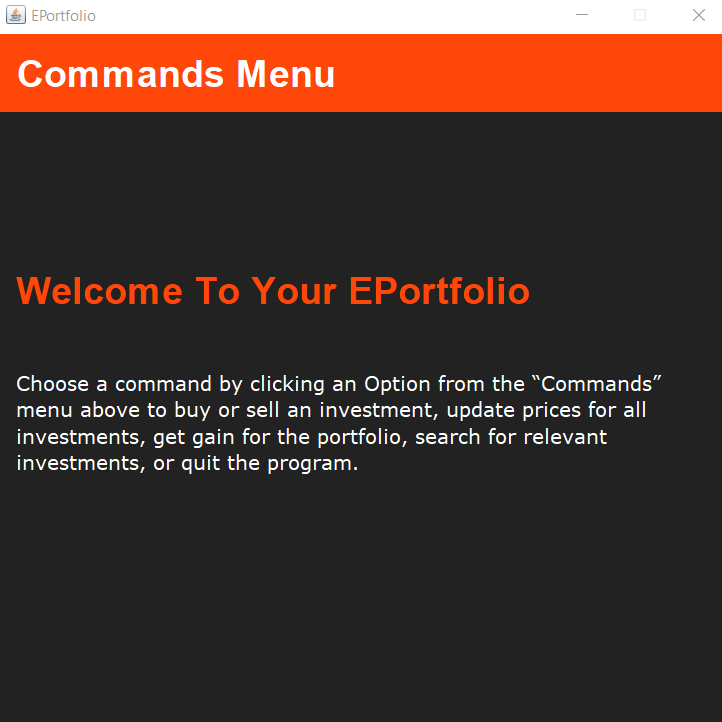 EPortfolio
Commands Menu
Welcome To Your EPortfolio
Choose a command by clicking an Option from the “Commands”
menu above to buy or sell an investment, update prices for all
investments, get gain for the portfolio, search for relevant
investments, or quit the program.